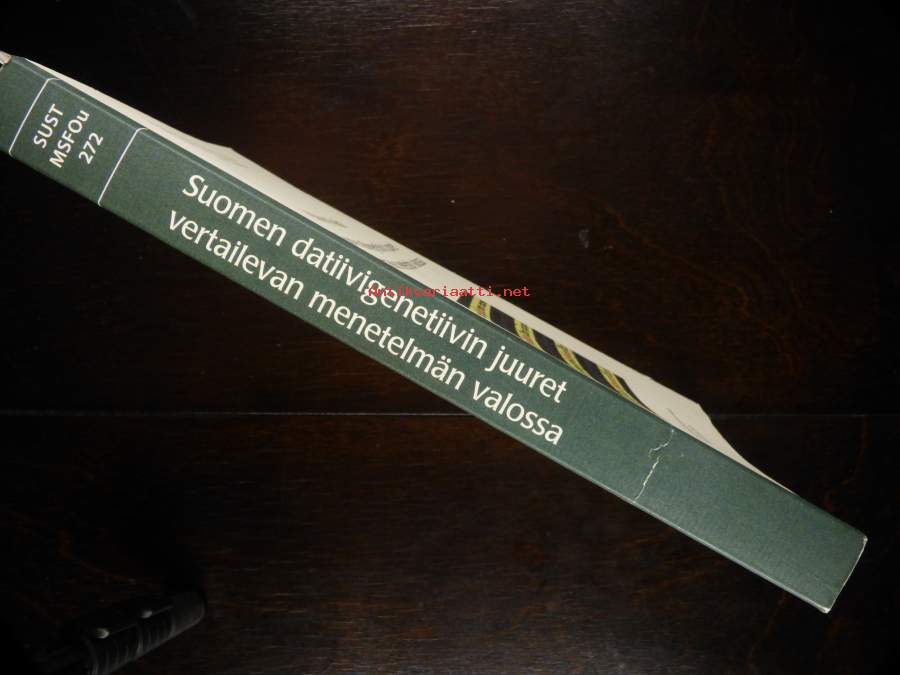 SUST
MSFOu
272
Suomen datiivigenetiivin juuret
vertailevan menetelmän valossa
Antikvariaatti.net